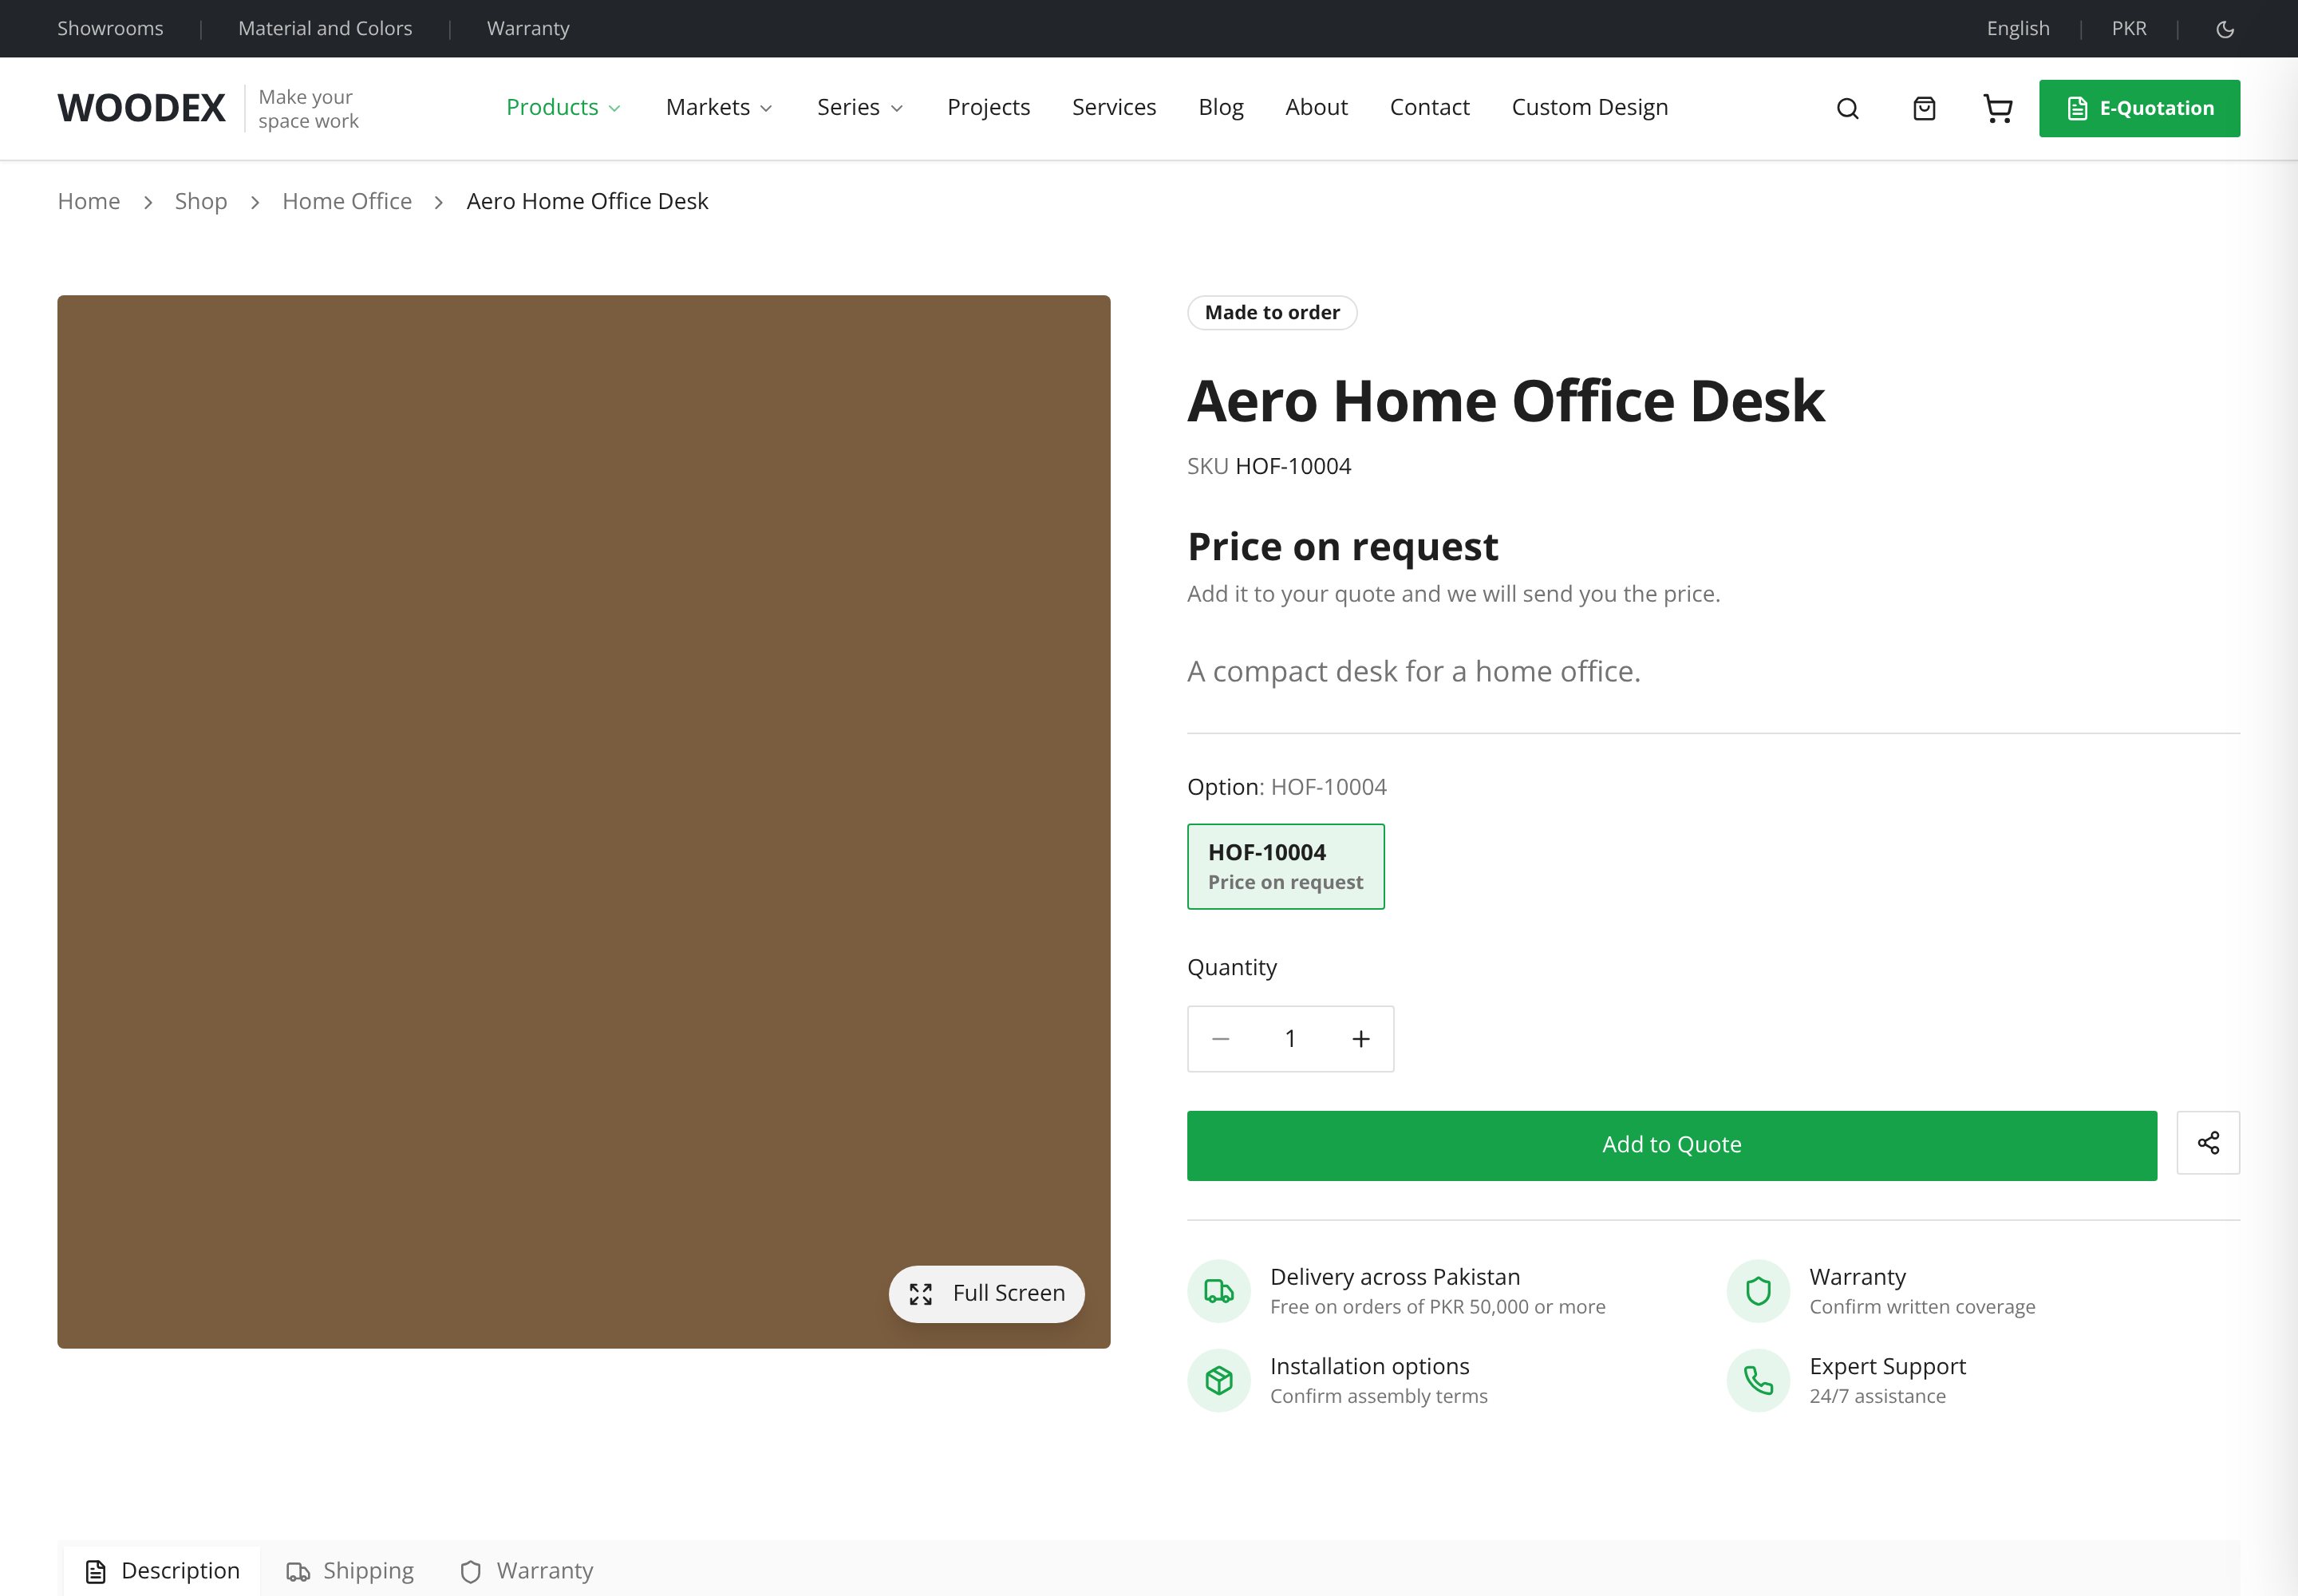 Showrooms | Material and Colors | Warranty
English | PKR |
WOODEX
Make your
space work
Products Markets Series Projects Services Blog About Contact Custom Design
E-Quotation
Home > Shop > Home Office > Aero Home Office Desk
Made to order
Aero Home Office Desk
SKU HOF-10004
Price on request
Add it to your quote and we will send you the price.
A compact desk for a home office.
Option: HOF-10004
HOF-10004
Price on request
Quantity
1
Add to Quote
Full Screen
Delivery across Pakistan
Free on orders of PKR 50,000 or more
Warranty
Confirm written coverage
Installation options
Confirm assembly terms
Expert Support
24/7 assistance
Description Shipping Warranty